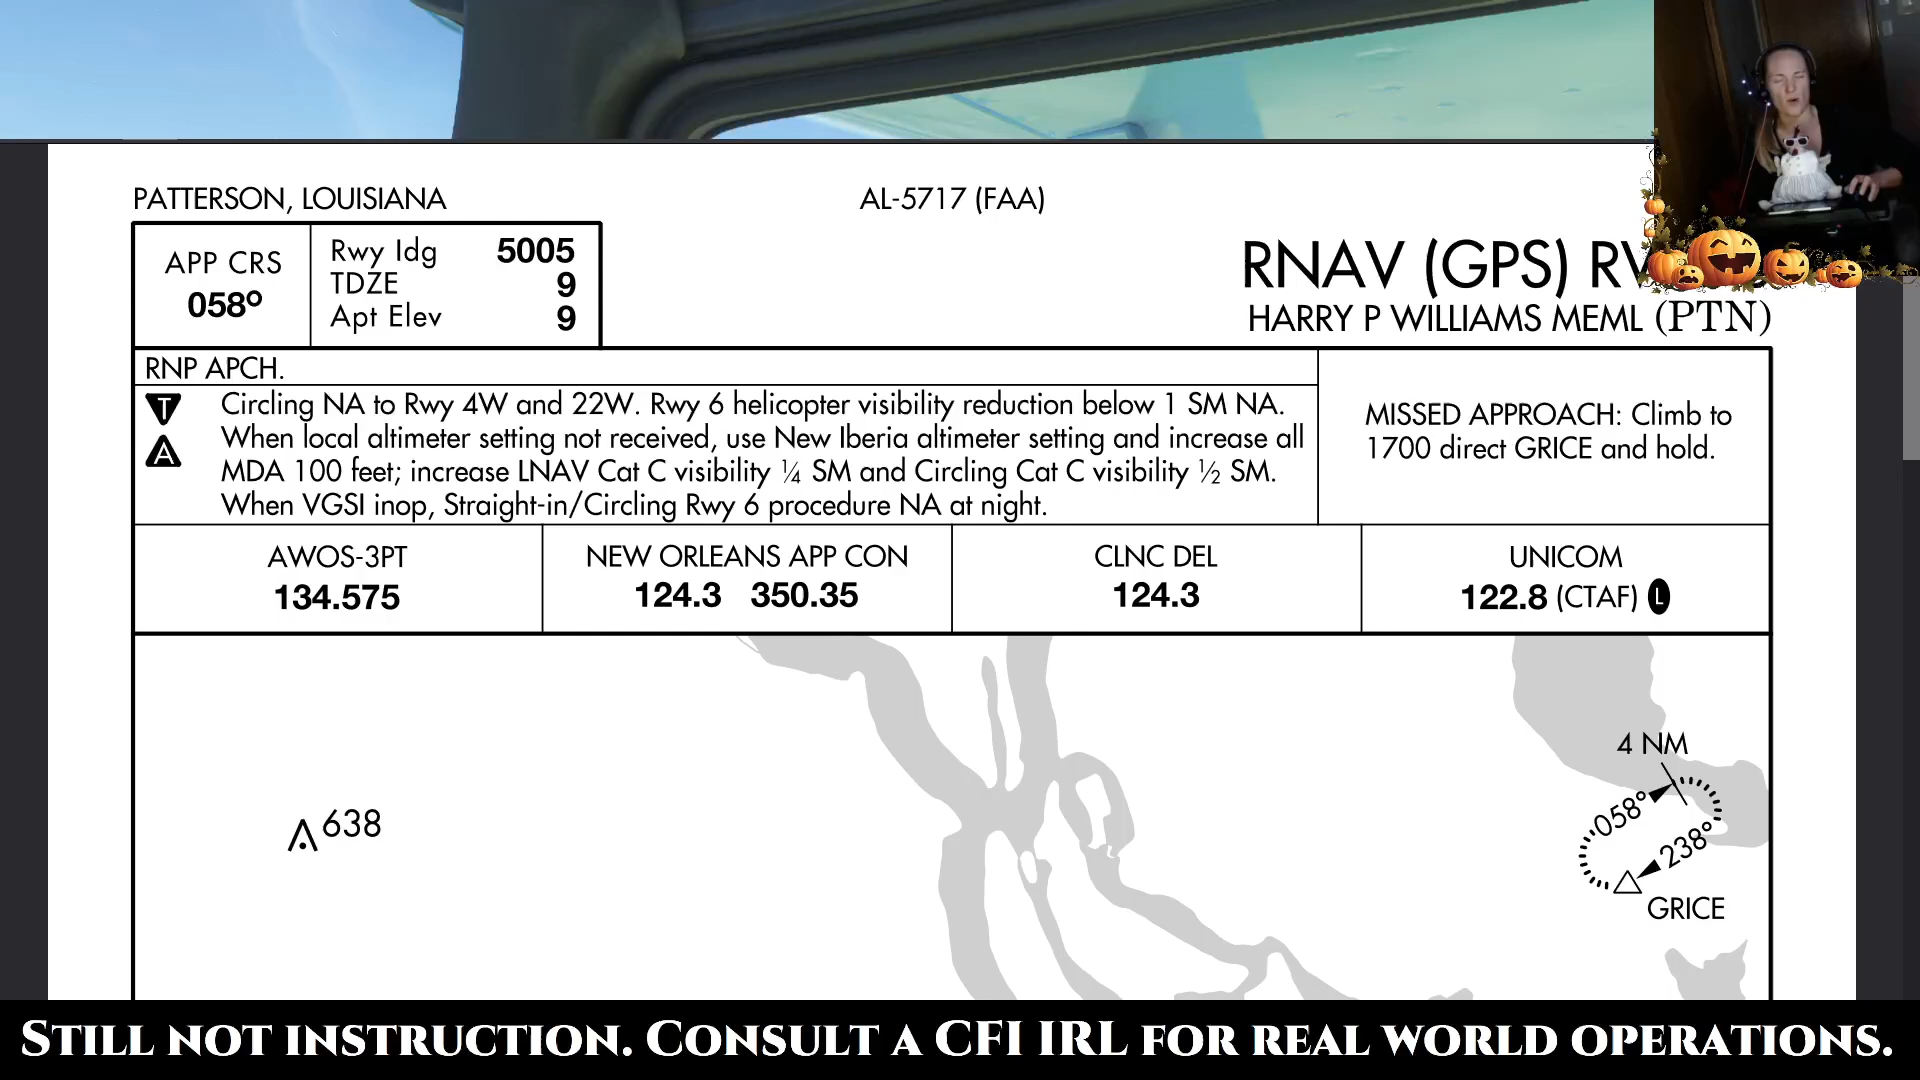 PATTERSON, LOUISIANA
AL-5717 (FAA)
APP CRS
058°
Rwy Idg 5005
TDZE 9
Apt Elev 9
RNAV (GPS)
HARRY P WILLIAMS MEML (PTN)
RNP APCH.
T
A
Circling NA to Rwy 4W and 22W. Rwy 6 helicopter visibility reduction below 1 SM NA.
When local altimeter setting not received, use New Iberia altimeter setting and increase all
MDA 100 feet; increase LNAV Cat C visibility ¼ SM and Circling Cat C visibility ½ SM.
When VGSI inop, Straight-in/Circling Rwy 6 procedure NA at night.
MISSED APPROACH: Climb to
1700 direct GRICE and hold.
AWOS-3PT
134.575
NEW ORLEANS APP CON
124.3 350.35
CLNC DEL
124.3
UNICOM
122.8 (CTAF) L
638
4 NM
058°
238°
GRICE
STILL NOT INSTRUCTION. CONSULT A CFI IRL FOR REAL WORLD OPERATIONS.